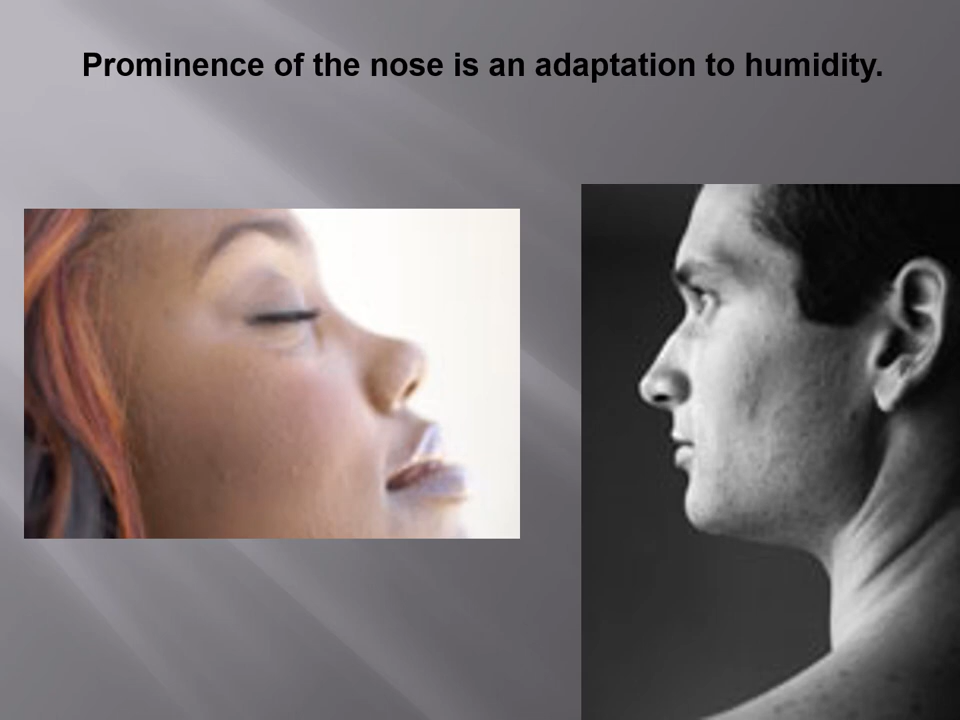 Prominence of the nose is an adaptation to humidity.